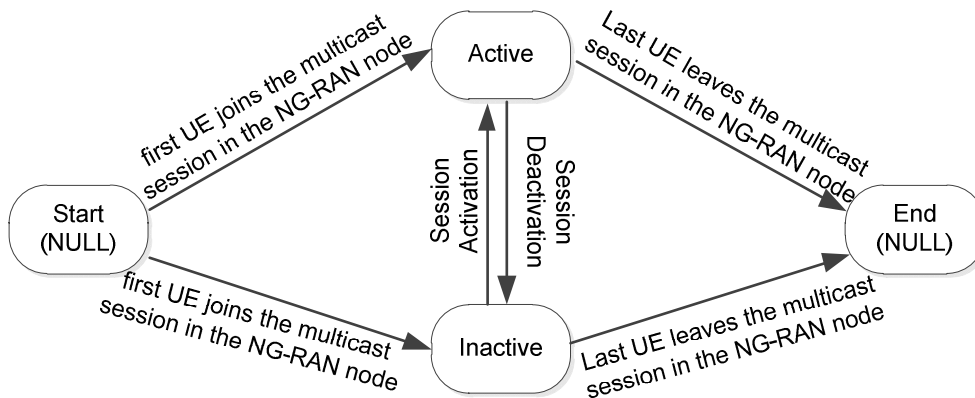 Active
first UE joins the multicast
session in the NG-RAN node
Last UE leaves the multicast
session in the NG-RAN node
Start
(NULL)
Session
Activation
Session
Deactivation
End
(NULL)
first UE joins the multicast
session in the NG-RAN node
Inactive
Last UE leaves the multicast
session in the NG-RAN node